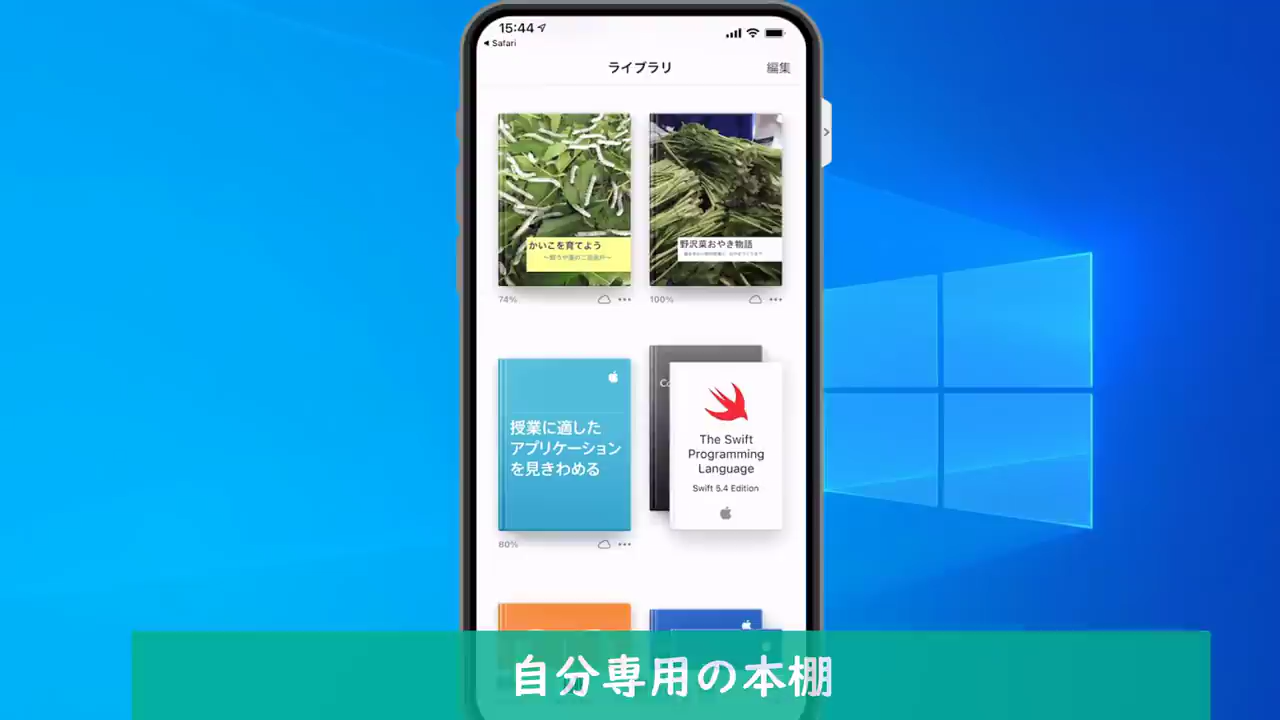 15:44
Safari
ライブラリ
編集
かいこを育てよう
野沢菜おやき物語
74%
100%
授業に適した
アプリケーション
を見きわめる
Co
The Swift
Programming
Language
Swift 5.4 Edition
80%
自分専用の本棚